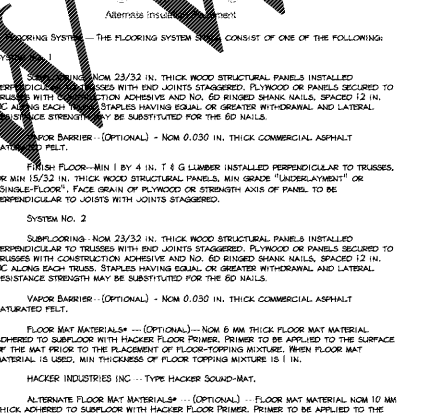 Alternate Insulation Placement
FLOORING SYSTEM — THE FLOORING SYSTEM SHALL CONSIST OF ONE OF THE FOLLOWING:
NO. 1
SUBFLOORING - NOM 23/32 IN. THICK WOOD STRUCTURAL PANELS INSTALLED
TO TRUSSES WITH END JOINTS STAGGERED. PLYWOOD OR PANELS SECURED TO
WITH CONSTRUCTION ADHESIVE AND NO. 6D RINGED SHANK NAILS, SPACED 12 IN.
OC ALONG EACH TRUSS. STAPLES HAVING EQUAL OR GREATER WITHDRAWAL AND LATERAL
RESISTANCE STRENGTH MAY BE SUBSTITUTED FOR THE 6D NAILS.
VAPOR BARRIER--(OPTIONAL) - NOM 0.030 IN. THICK COMMERCIAL ASPHALT
FELT.
FINISH FLOOR--MIN 1 BY 4 IN. T & G LUMBER INSTALLED PERPENDICULAR TO TRUSSES,
OR MIN 15/32 IN. THICK WOOD STRUCTURAL PANELS, MIN GRADE "UNDERLAYMENT" OR
"SINGLE-FLOOR". FACE GRAIN OF PLYWOOD OR STRENGTH AXIS OF PANEL TO BE
ERPENDICULAR TO JOISTS WITH JOINTS STAGGERED.
SYSTEM NO. 2
SUBFLOORING - NOM 23/32 IN. THICK WOOD STRUCTURAL PANELS INSTALLED
ERPENDICULAR TO TRUSSES WITH END JOINTS STAGGERED. PLYWOOD OR PANELS SECURED TO
RUSSES WITH CONSTRUCTION ADHESIVE AND NO. 6D RINGED SHANK NAILS, SPACED 12 IN.
OC ALONG EACH TRUSS. STAPLES HAVING EQUAL OR GREATER WITHDRAWAL AND LATERAL
ESISTANCE STRENGTH MAY BE SUBSTITUTED FOR THE 6D NAILS.
VAPOR BARRIER--(OPTIONAL) - NOM 0.030 IN. THICK COMMERCIAL ASPHALT
ATURATED FELT.
FLOOR MAT MATERIALS* --- (OPTIONAL)--NOM 6 MM THICK FLOOR MAT MATERIAL
DHERED TO SUBFLOOR WITH HACKER FLOOR PRIMER. PRIMER TO BE APPLIED TO THE SURFACE
OF THE MAT PRIOR TO THE PLACEMENT OF FLOOR-TOPPING MIXTURE. WHEN FLOOR MAT
MATERIAL IS USED, MIN THICKNESS OF FLOOR TOPPING MIXTURE IS 1 IN.
HACKER INDUSTRIES INC -- TYPE HACKER SOUND-MAT.
ALTERNATE FLOOR MAT MATERIALS* --- (OPTIONAL) -- FLOOR MAT MATERIAL NOM 10 MM
HICK ADHERED TO SUBFLOOR WITH HACKER FLOOR PRIMER. PRIMER TO BE APPLIED TO THE